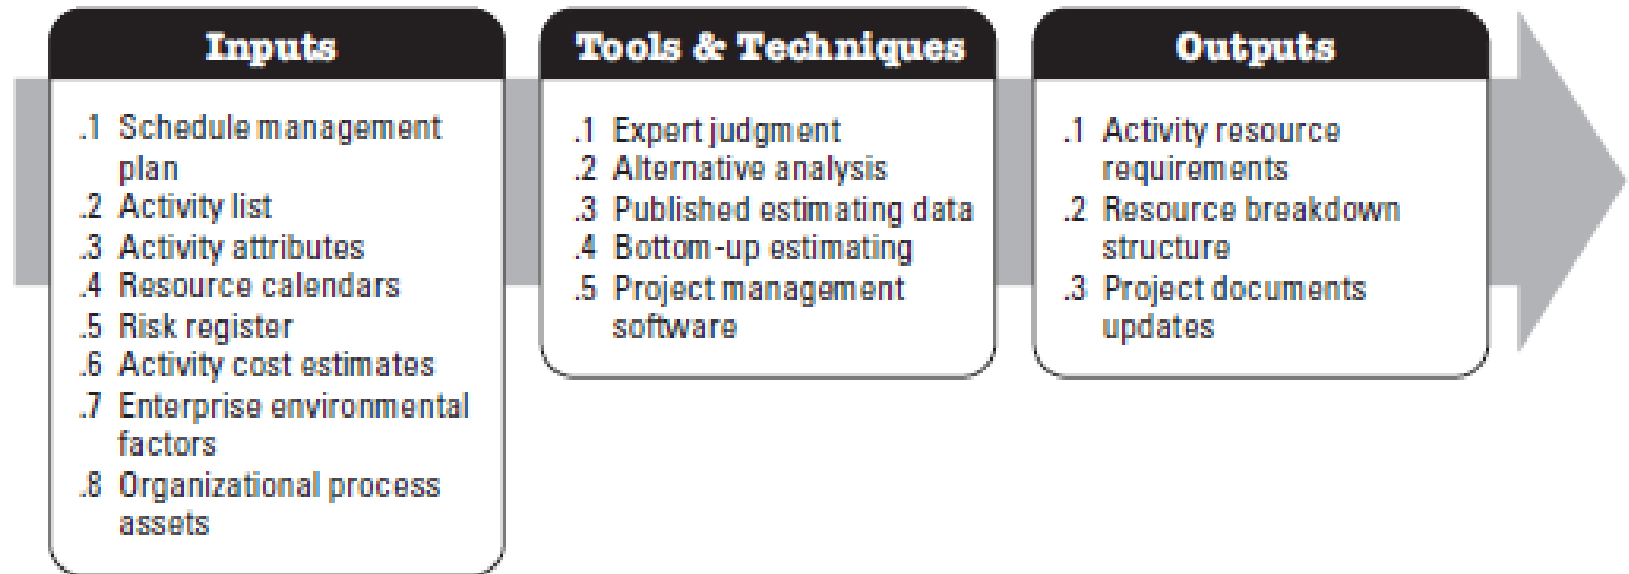 Inputs
.1 Schedule management
plan
.2 Activity list
.3 Activity attributes
.4 Resource calendars
.5 Risk register
.6 Activity cost estimates
.7 Enterprise environmental
factors
.8 Organizational process
assets
Tools & Techniques
.1 Expert judgment
.2 Alternative analysis
.3 Published estimating data
.4 Bottom-up estimating
.5 Project management
software
Outputs
.1 Activity resource
requirements
.2 Resource breakdown
structure
.3 Project documents
updates